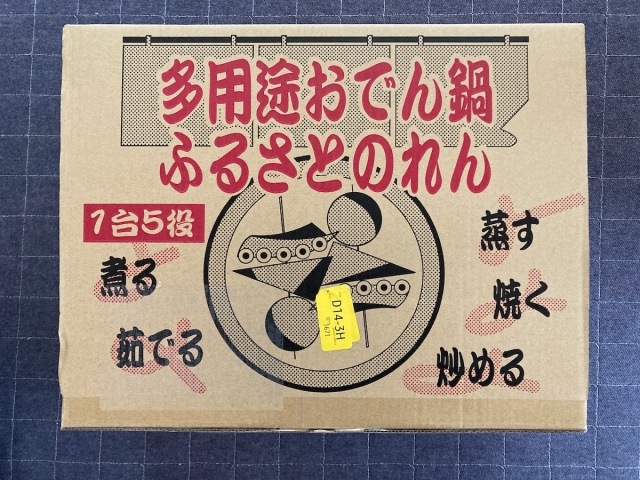 多用途おでん鍋
ふるさとのれん
1台5役
煮る
茹でる
蒸す
焼く
炒める
D14-3H